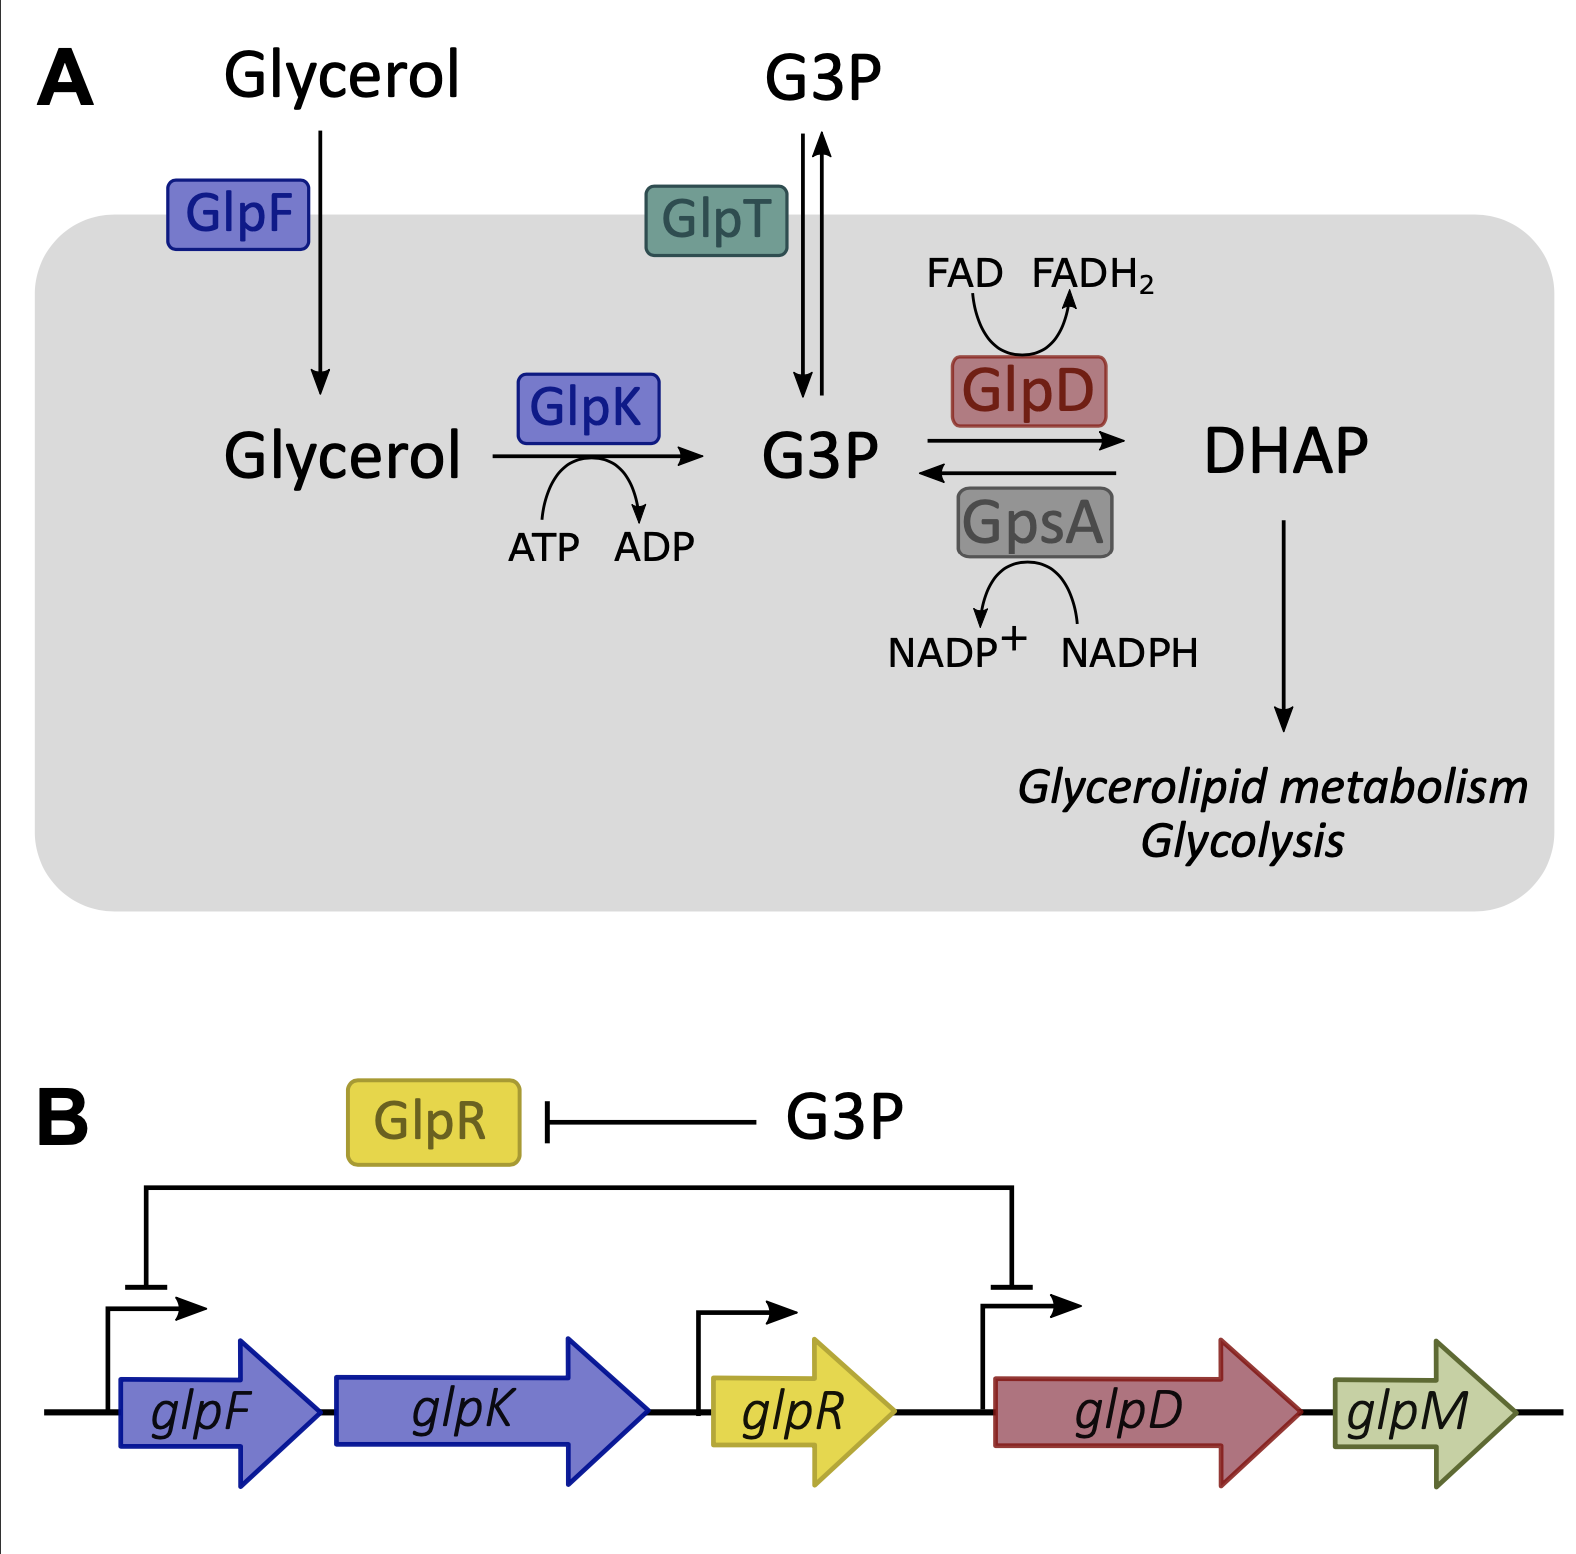 A
Glycerol
G3P
GlpF
GlpT
FAD FADH₂
GlpK
GlpD
Glycerol
G3P
DHAP
GpsA
ATP ADP
NADP⁺ NADPH
Glycerolipid metabolism
Glycolysis
B
GlpR
G3P
glpF
glpK
glpR
glpD
glpM